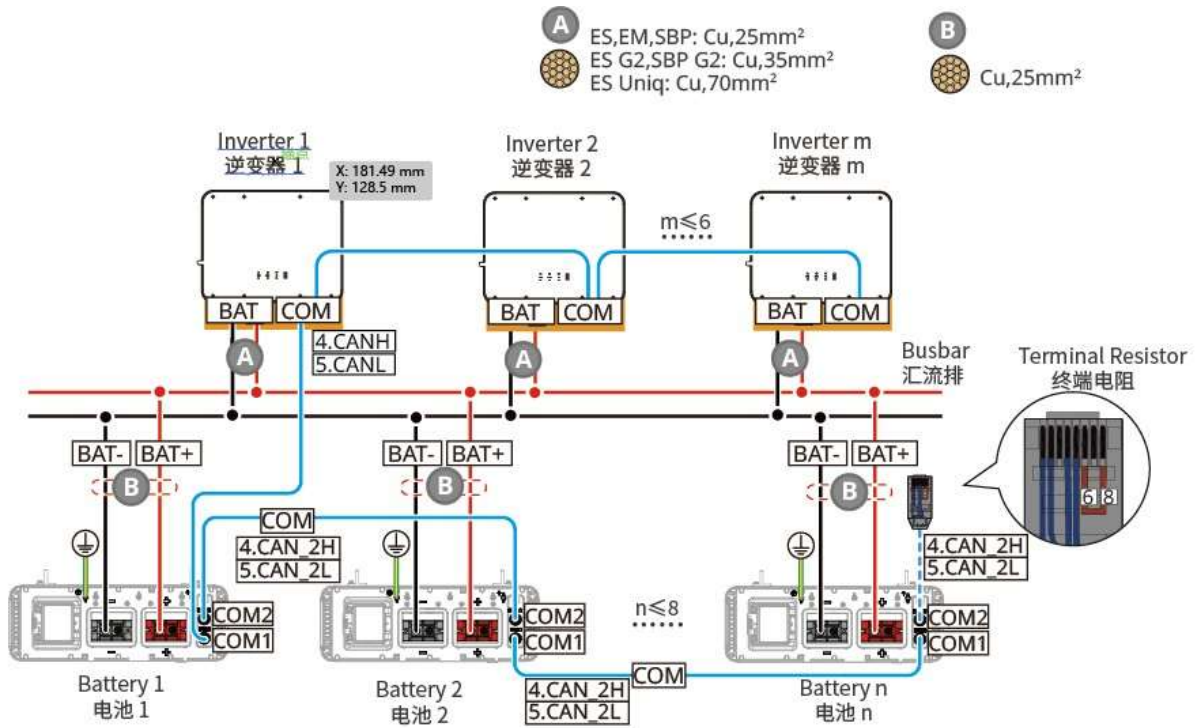 A
ES,EM,SBP: Cu,25mm²
ES G2,SBP G2: Cu,35mm²
ES Uniq: Cu,70mm²
B
Cu,25mm²
Inverter 1
逆变器 1
X: 181.49 mm
Y: 128.5 mm
Inverter 2
逆变器 2
Inverter m
逆变器 m
m≤6
BAT
COM
BAT
COM
BAT
COM
4.CANH
5.CANL
A
A
A
Busbar
汇流排
Terminal Resistor
终端电阻
6
8
BAT-
BAT+
BAT-
BAT+
BAT-
BAT+
B
B
B
COM
4.CAN_2H
5.CAN_2L
4.CAN_2H
5.CAN_2L
n≤8
COM2
COM1
COM2
COM1
COM2
COM1
COM
4.CAN_2H
5.CAN_2L
Battery 1
电池 1
Battery 2
电池 2
Battery n
电池 n